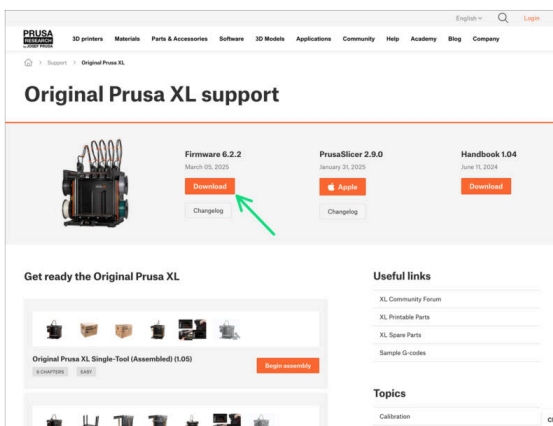 English
Login
PRUSA
RESEARCH
by JOSEF PRUSA
3D printers Materials Parts & Accessories Software 3D Models Applications Community Help Academy Blog Company
Support > Original Prusa XL
Original Prusa XL support
Firmware 6.2.2
March 05, 2025
Download
Changelog
PrusaSlicer 2.9.0
January 31, 2025
Apple
Changelog
Handbook 1.04
June 11, 2024
Download
Get ready the Original Prusa XL
Original Prusa XL Single-Tool (Assembled) (1.05)
6 CHAPTERS EASY
Begin assembly
Useful links
XL Community Forum
XL Printable Parts
XL Spare Parts
Sample G-codes
Topics
Calibration